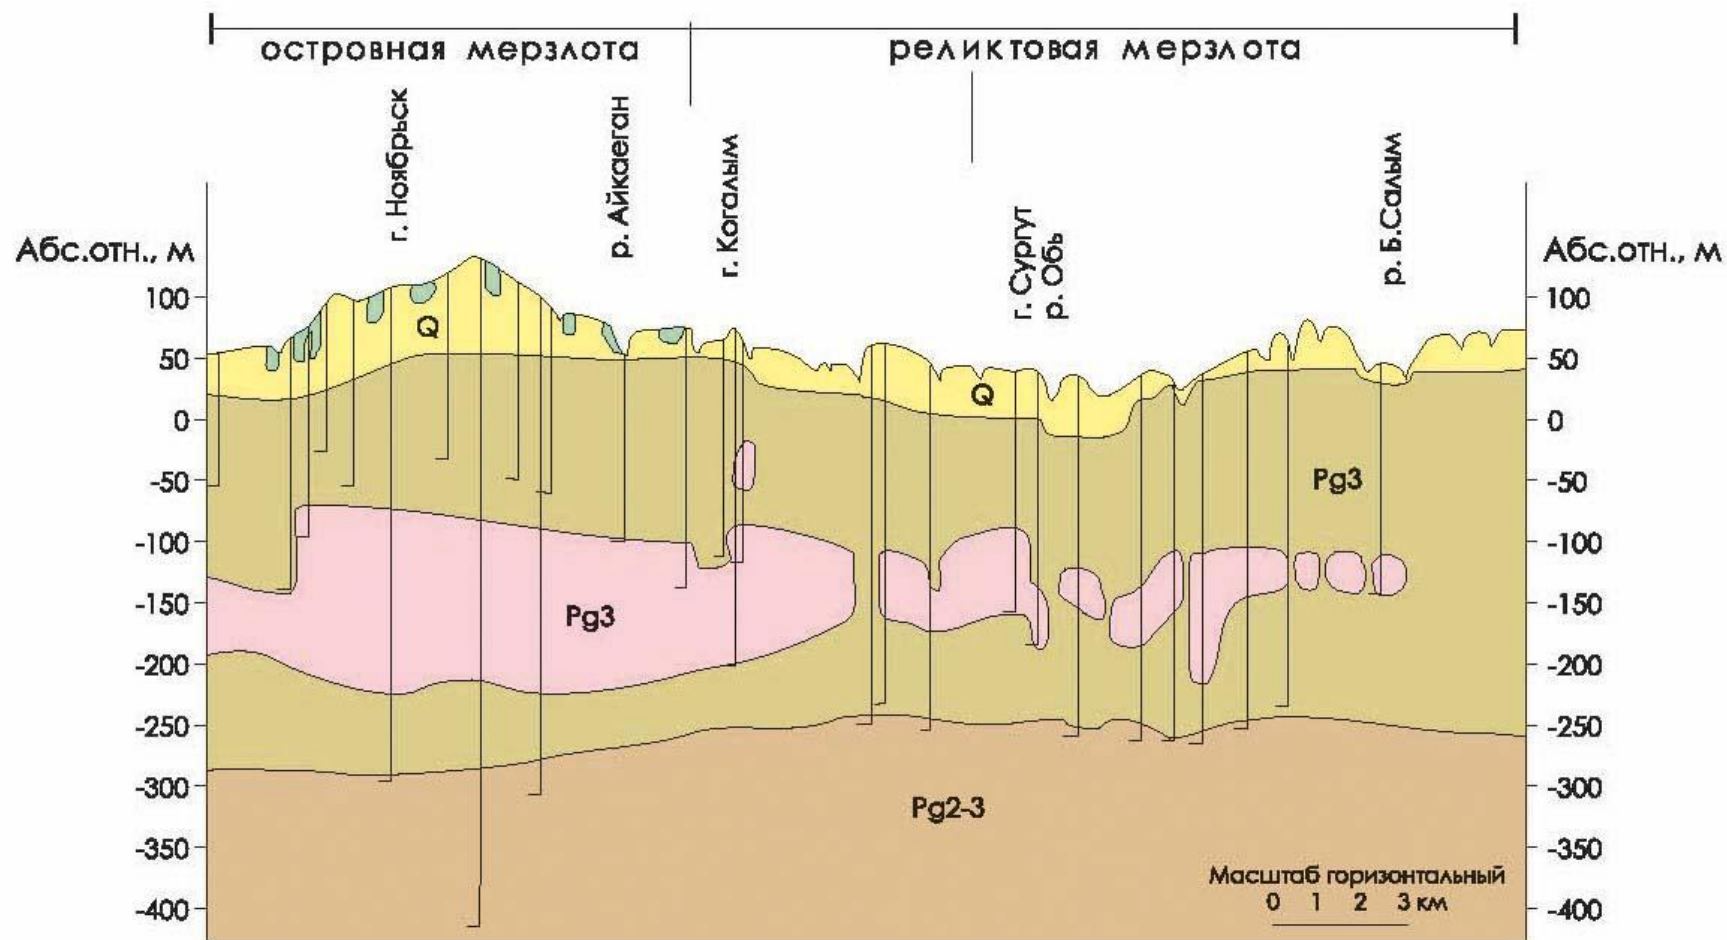 островная мерзлота
реликтовая мерзлота
г. Ноябрьск
р. Айкаеган
г. Когалым
г. Сургут
р. Обь
р. Б.Салым
Абс.отн., м
Абс.отн., м
100
100
50
50
0
0
-50
-50
-100
-100
-150
-150
-200
-200
-250
-250
-300
-300
-350
-350
-400
-400
Q
Q
Pg3
Pg3
Pg2-3
Масштаб горизонтальный
0 1 2 3 км